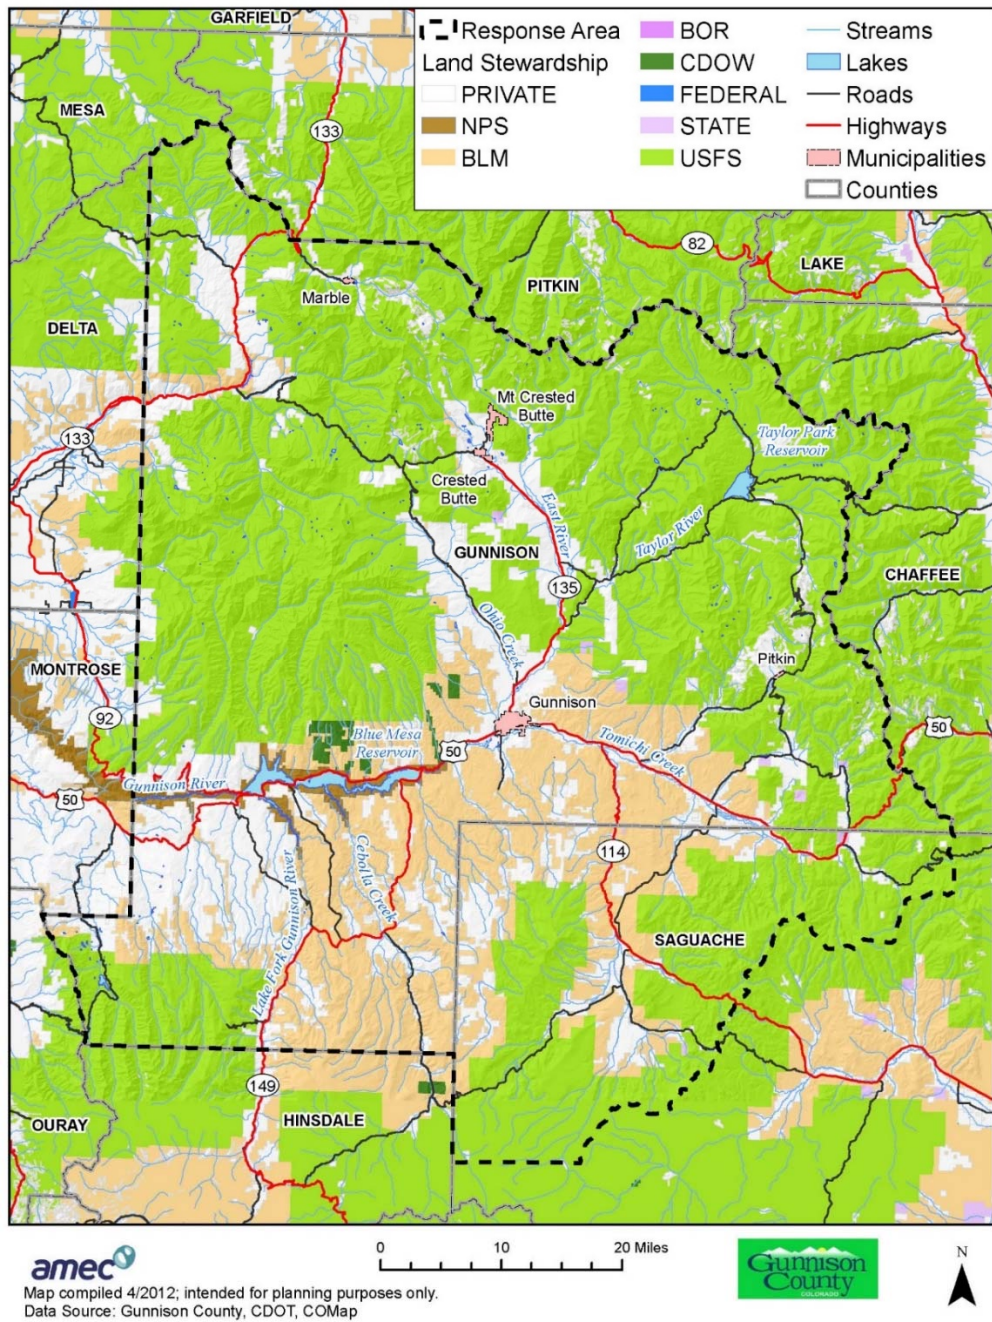 GARFIELD
Response Area
Land Stewardship
PRIVATE
NPS
BLM
BOR
CDOW
FEDERAL
STATE
USFS
Streams
Lakes
Roads
Highways
Municipalities
Counties
MESA
133
82
LAKE
PITKIN
Marble
DELTA
Mt Crested
Butte
133
Taylor Park
Reservoir
Crested
Butte
East River
Taylor River
GUNNISON
135
CHAFFEE
Ohio Creek
MONTROSE
Pitkin
92
Gunnison
50
Blue Mesa
Reservoir
50
Tomichi Creek
Gunnison River
50
114
Cebolla Creek
Lake Fork Gunnison River
SAGUACHE
149
OURAY
HINSDALE
amec
0 10 20 Miles
Gunnison
County
COLORADO
N
Map compiled 4/2012; intended for planning purposes only.
Data Source: Gunnison County, CDOT, COMap